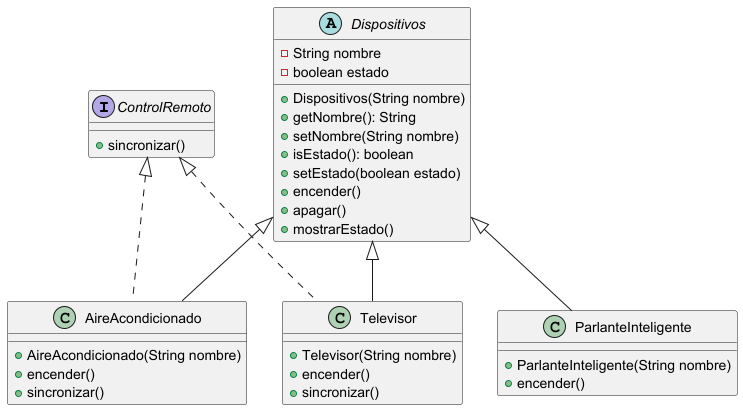 A Dispositivos
String nombre
boolean estado
Dispositivos(String nombre)
getNombre(): String
setNombre(String nombre)
isEstado(): boolean
setEstado(boolean estado)
encender()
apagar()
mostrarEstado()
I ControlRemoto
sincronizar()
C AireAcondicionado
AireAcondicionado(String nombre)
encender()
sincronizar()
C Televisor
Televisor(String nombre)
encender()
sincronizar()
C ParlanteInteligente
ParlanteInteligente(String nombre)
encender()